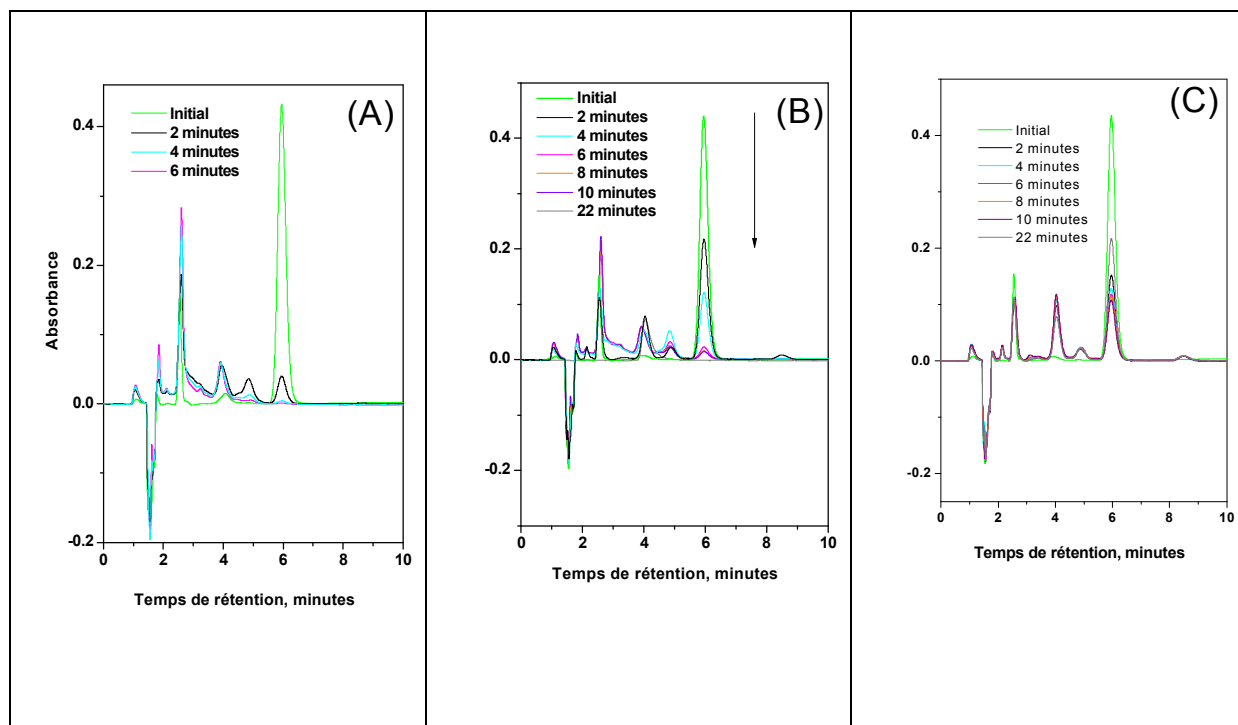 (A)
Initial
2 minutes
4 minutes
6 minutes
Absorbance
0.4
0.2
0.0
-0.2
0 2 4 6 8 10
Temps de rétention, minutes
(B)
Initial
2 minutes
4 minutes
6 minutes
8 minutes
10 minutes
22 minutes
0.4
0.2
0.0
-0.2
0 2 4 6 8 10
Temps de rétention, minutes
(C)
Initial
2 minutes
4 minutes
6 minutes
8 minutes
10 minutes
22 minutes
0.4
0.2
0.0
-0.2
0 2 4 6 8 10
Temps de rétention, minutes